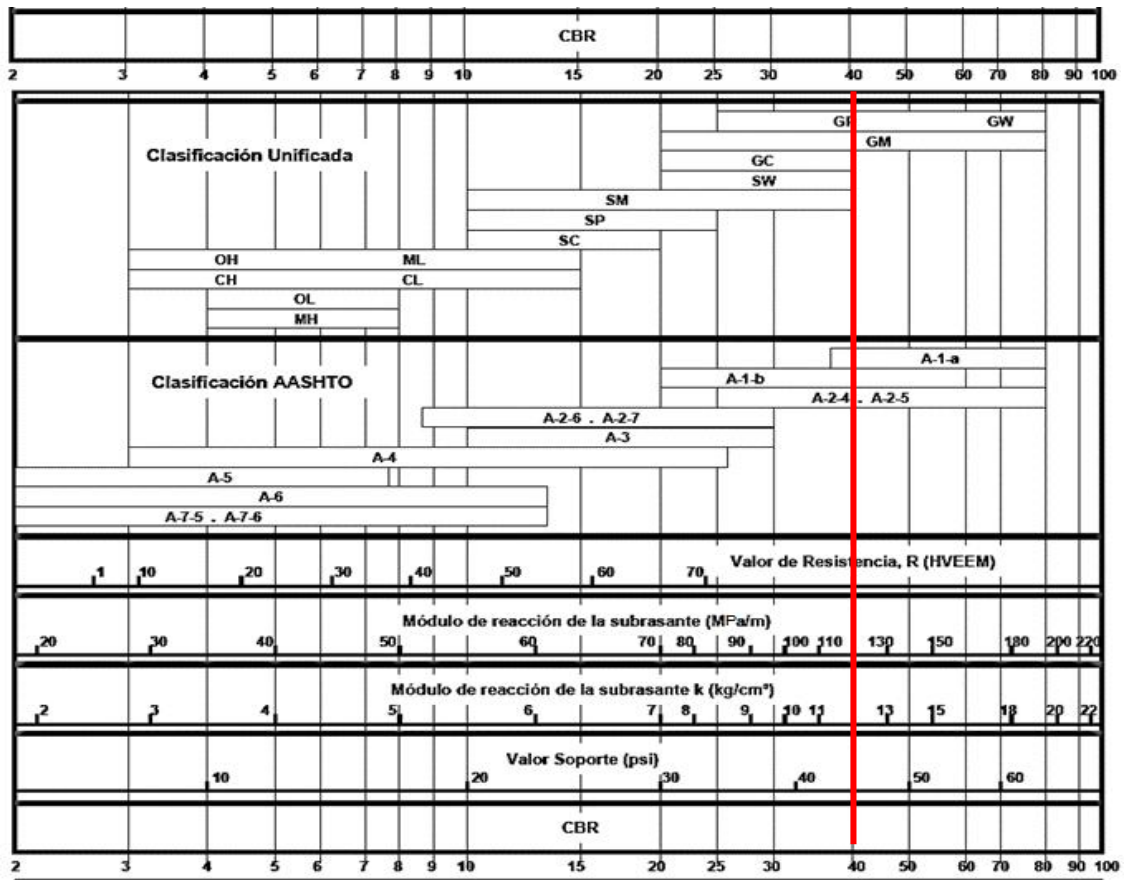 CBR
2 3 4 5 6 7 8 9 10 15 20 25 30 40 50 60 70 80 90 100
GP GW
Clasificación Unificada
GM
GC
SW
SM
SP
SC
OH ML
CH CL
OL
MH
A-1-a
Clasificación AASHTO
A-1-b
A-2-4 . A-2-5
A-2-6 . A-2-7
A-3
A-4
A-5
A-6
A-7-5 . A-7-6
Valor de Resistencia, R (HVEEM)
1 10 20 30 40 50 60 70
Módulo de reacción de la subrasante (MPa/m)
20 30 40 50 60 70 80 90 100 110 130 150 180 200 220
Módulo de reacción de la subrasante k (kg/cm³)
2 3 4 5 6 7 8 9 10 11 13 15 18 20 22
Valor Soporte (psi)
10 20 30 40 50 60
CBR
2 3 4 5 6 7 8 9 10 15 20 25 30 40 50 60 70 80 90 100